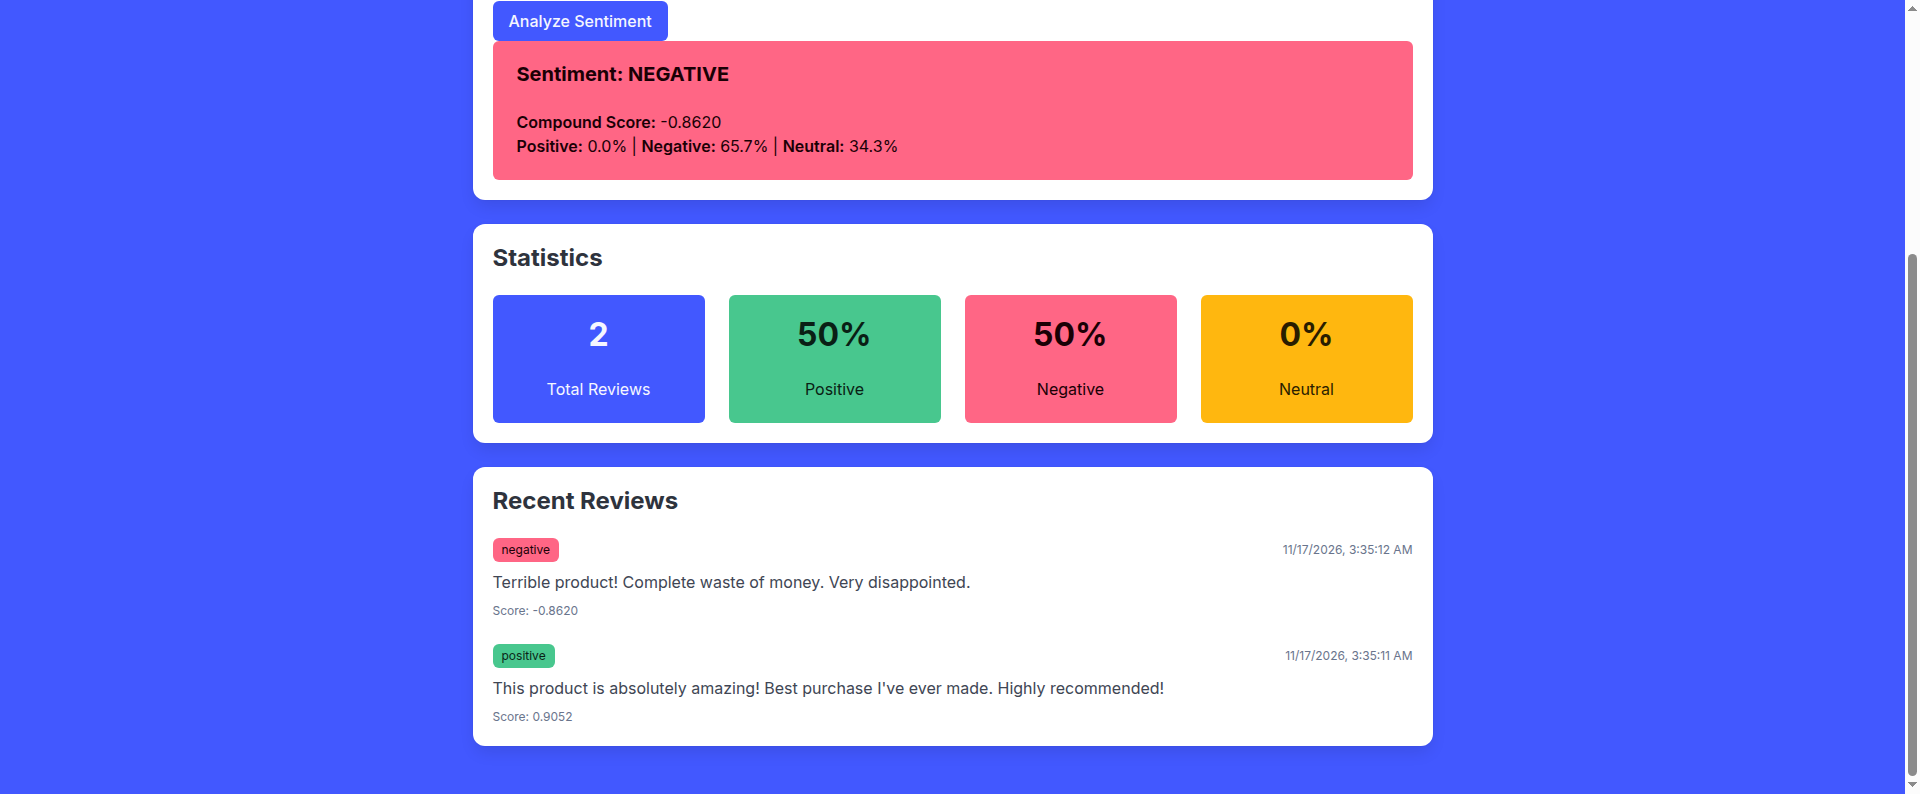 Analyze Sentiment
Sentiment: NEGATIVE
Compound Score: -0.8620
Positive: 0.0% | Negative: 65.7% | Neutral: 34.3%
Statistics
2
Total Reviews
50%
Positive
50%
Negative
0%
Neutral
Recent Reviews
negative
11/17/2026, 3:35:12 AM
Terrible product! Complete waste of money. Very disappointed.
Score: -0.8620
positive
11/17/2026, 3:35:11 AM
This product is absolutely amazing! Best purchase I've ever made. Highly recommended!
Score: 0.9052